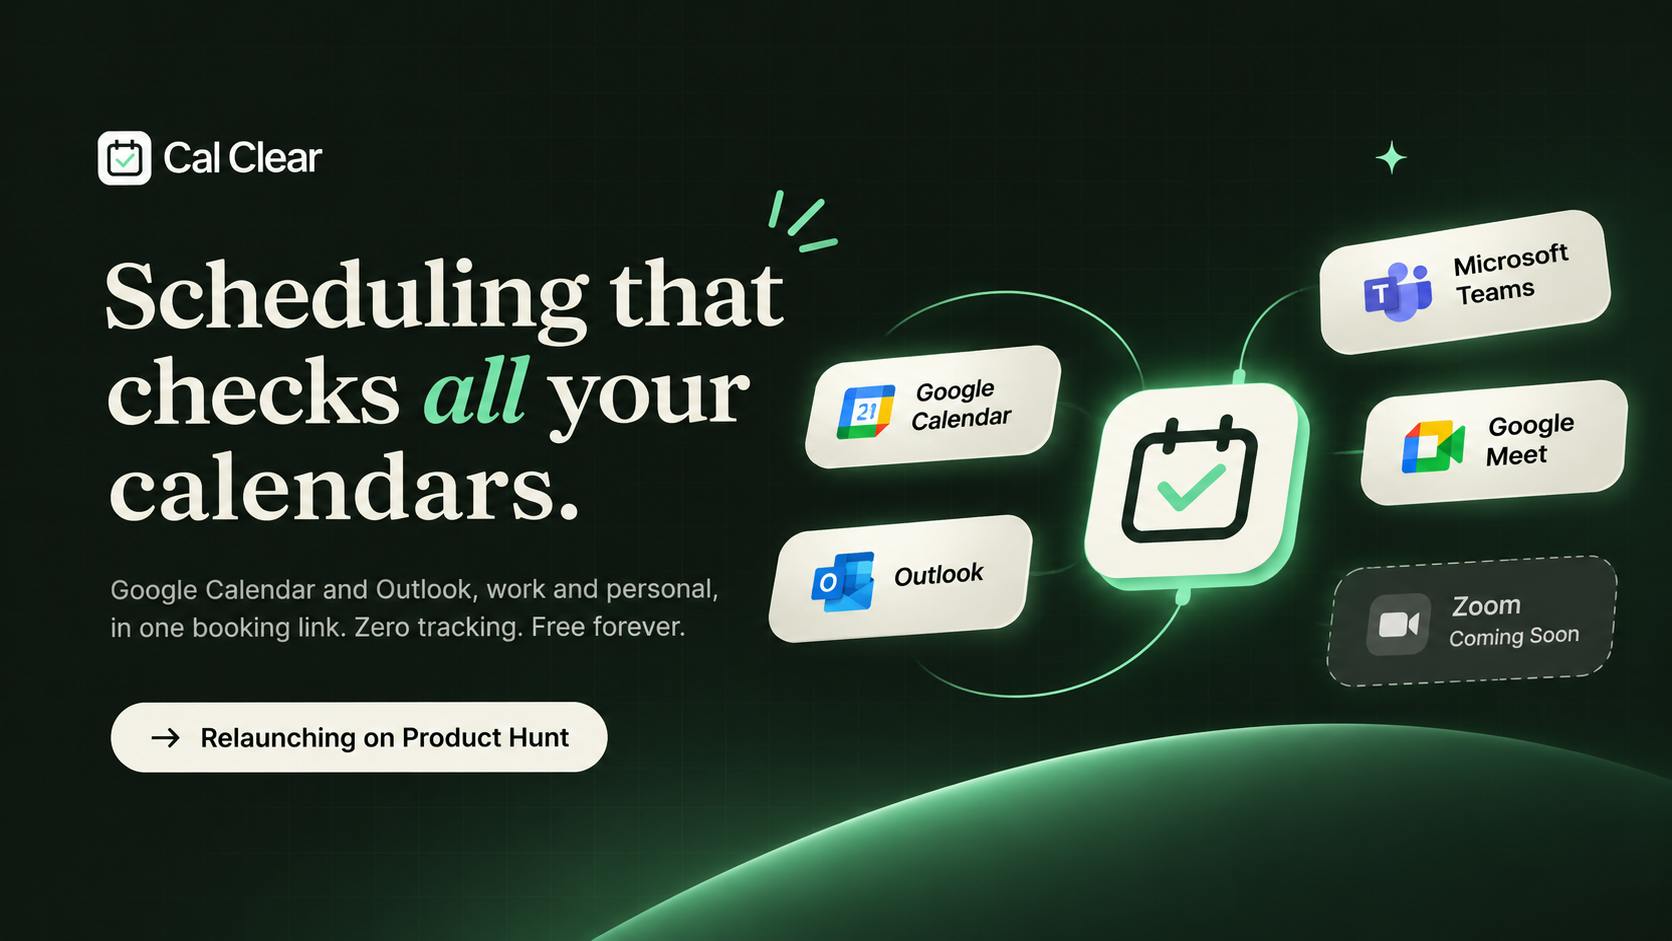 Cal Clear
Scheduling that
checks all your
calendars.
Google Calendar and Outlook, work and personal,
in one booking link. Zero tracking. Free forever.
→ Relaunching on Product Hunt
Google
Calendar
21
Outlook
O
Microsoft
Teams
T
Google
Meet
Zoom
Coming Soon